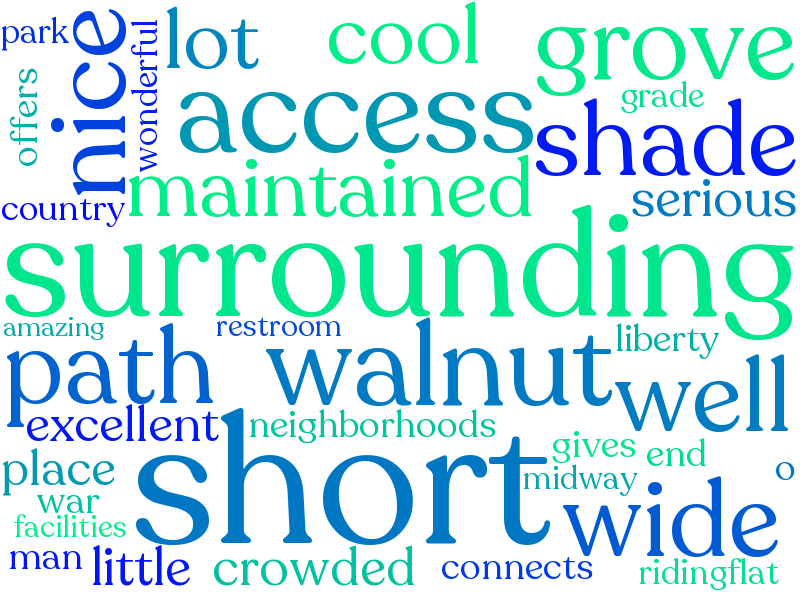 park
nice
wonderful
lot
cool
grove
offers
access
grade
shade
maintained
serious
country
surrounding
amazing
restroom
liberty
path
walnut
well
excellent
neighborhoods
short
gives
end
place
midway
o
war
wide
facilities
man
little
crowded
connects
ridingflat